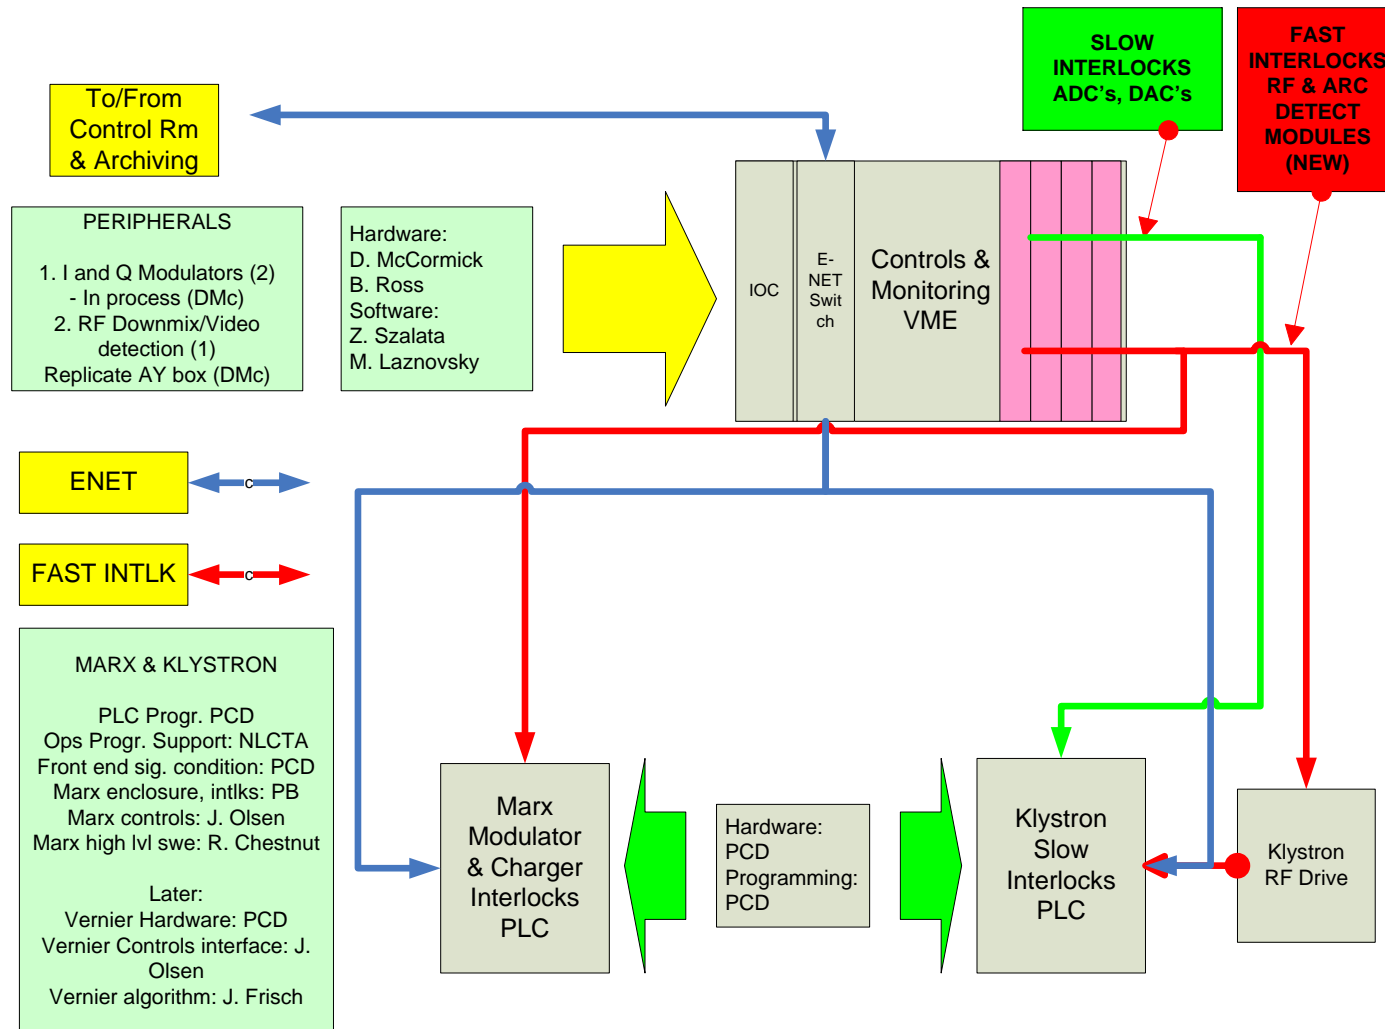 SLOW
INTERLOCKS
ADC's, DAC's
FAST
INTERLOCKS
RF & ARC
DETECT
MODULES
(NEW)
To/From
Control Rm
& Archiving
PERIPHERALS
1. I and Q Modulators (2)
- In process (DMc)
2. RF Downmix/Video
detection (1)
Replicate AY box (DMc)
Hardware:
D. McCormick
B. Ross
Software:
Z. Szalata
M. Laznovsky
IOC
E-
NET
Swit
ch
Controls &
Monitoring
VME
ENET
c
FAST INTLK
c
MARX & KLYSTRON
PLC Progr. PCD
Ops Progr. Support: NLCTA
Front end sig. condition: PCD
Marx enclosure, intlks: PB
Marx controls: J. Olsen
Marx high lvl swe: R. Chestnut
Later:
Vernier Hardware: PCD
Vernier Controls interface: J.
Olsen
Vernier algorithm: J. Frisch
Marx
Modulator
& Charger
Interlocks
PLC
Hardware:
PCD
Programming:
PCD
Klystron
Slow
Interlocks
PLC
Klystron
RF Drive